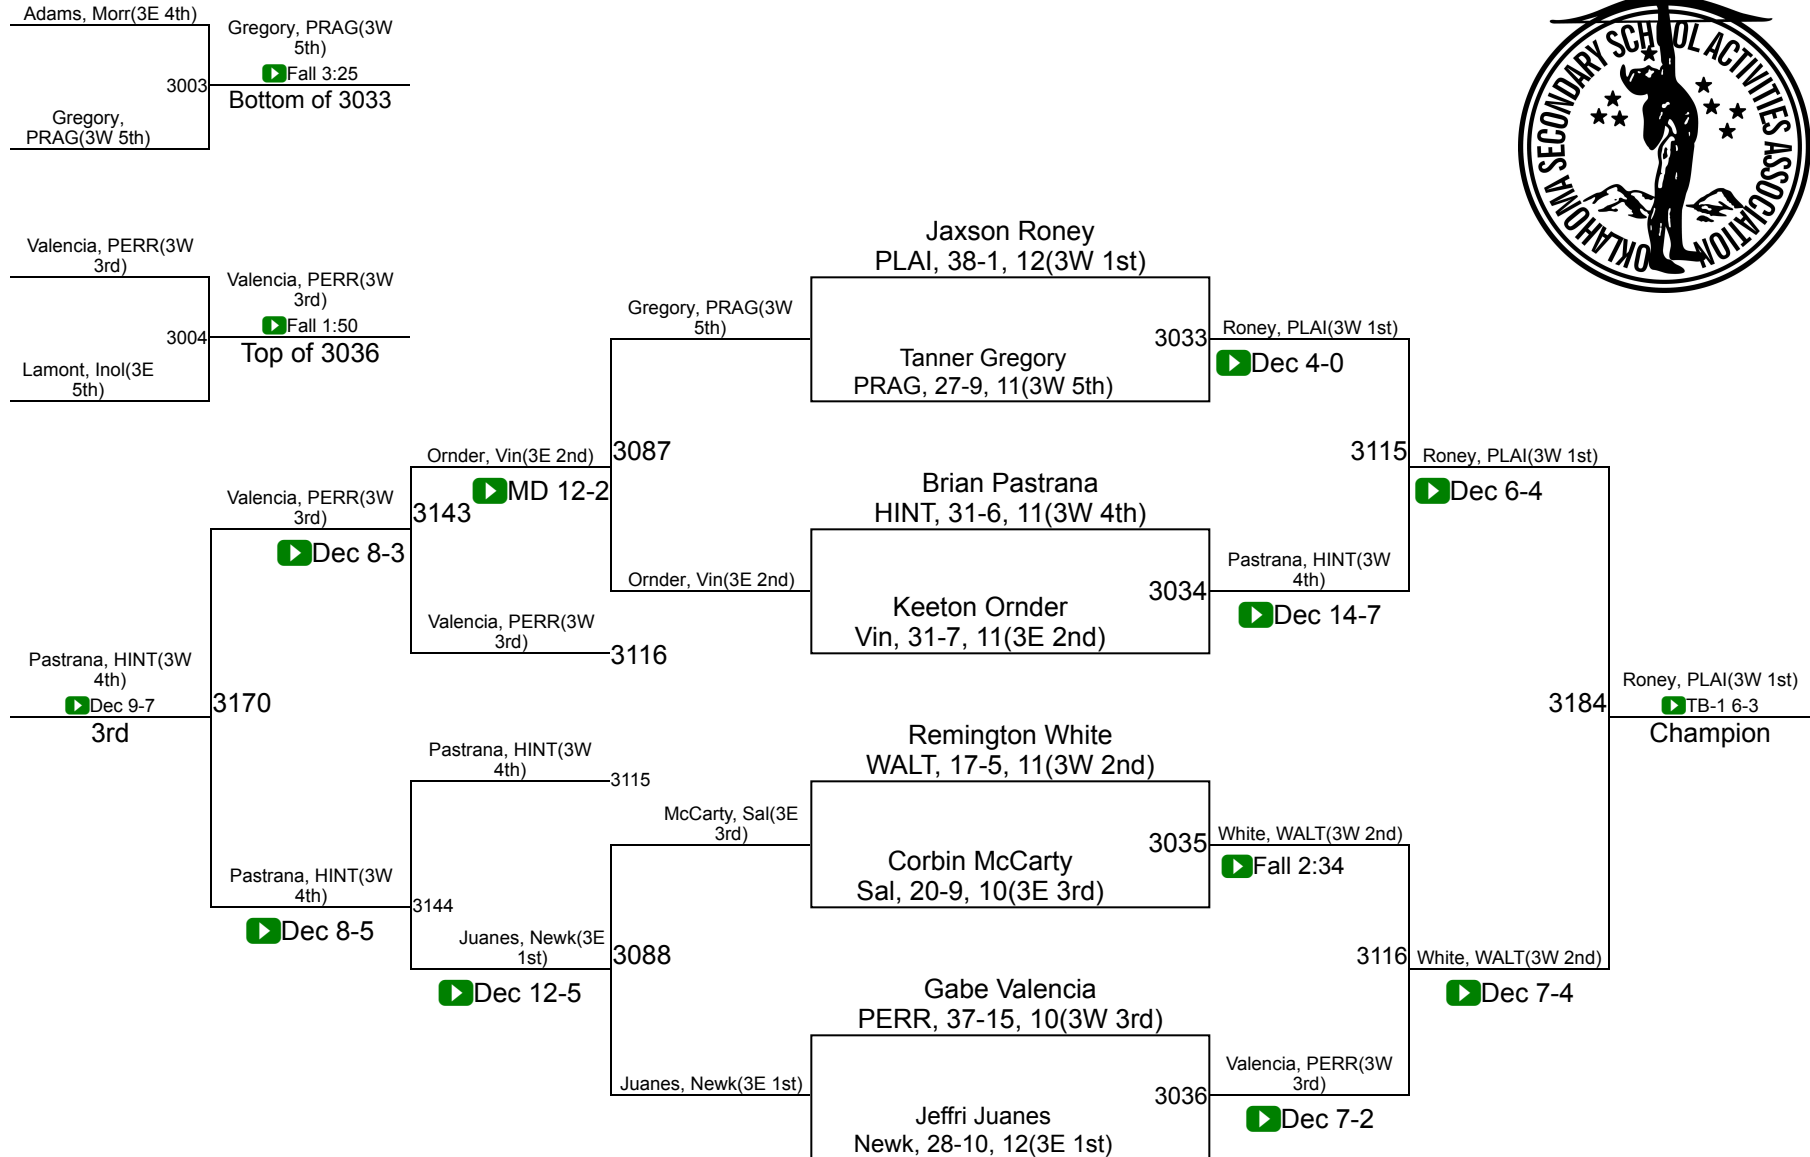 Adams, Morr(3E 4th)
Gregory, PRAG(3W
5th)
Fall 3:25
3003
Bottom of 3033
Gregory,
PRAG(3W 5th)
OKLAHOMA SECONDARY SCHOOL ACTIVITIES ASSOCIATION
Valencia, PERR(3W
3rd)
Valencia, PERR(3W
3rd)
Fall 1:50
3004
Top of 3036
Lamont, Inol(3E
5th)
Jaxson Roney
PLAI, 38-1, 12(3W 1st)
Gregory, PRAG(3W
5th)
3033
Roney, PLAI(3W 1st)
Dec 4-0
Tanner Gregory
PRAG, 27-9, 11(3W 5th)
Ornder, Vin(3E 2nd)
3087
MD 12-2
3115
Roney, PLAI(3W 1st)
Dec 6-4
Valencia, PERR(3W
3rd)
3143
Dec 8-3
Brian Pastrana
HINT, 31-6, 11(3W 4th)
Ornder, Vin(3E 2nd)
3034
Pastrana, HINT(3W
4th)
Dec 14-7
Keeton Ornder
Vin, 31-7, 11(3E 2nd)
Valencia, PERR(3W
3rd)
3116
Pastrana, HINT(3W
4th)
Dec 9-7
3rd
3170
3184
Roney, PLAI(3W 1st)
TB-1 6-3
Champion
Pastrana, HINT(3W
4th)
3115
Remington White
WALT, 17-5, 11(3W 2nd)
McCarty, Sal(3E
3rd)
3035
White, WALT(3W 2nd)
Fall 2:34
Corbin McCarty
Sal, 20-9, 10(3E 3rd)
Pastrana, HINT(3W
4th)
3144
Dec 8-5
Juanes, Newk(3E
1st)
3088
Dec 12-5
3116
White, WALT(3W 2nd)
Dec 7-4
Gabe Valencia
PERR, 37-15, 10(3W 3rd)
Juanes, Newk(3E 1st)
3036
Valencia, PERR(3W
3rd)
Dec 7-2
Jeffri Juanes
Newk, 28-10, 12(3E 1st)